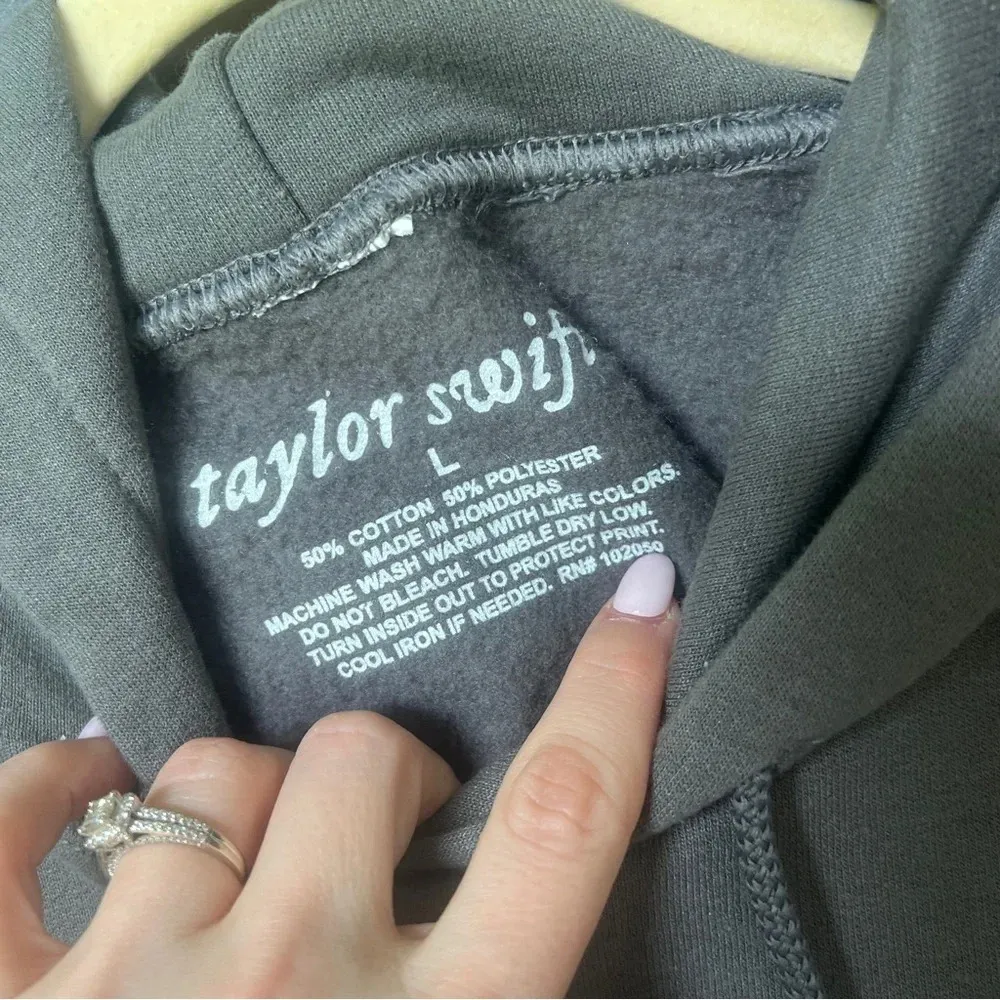 taylor swift
L
50% COTTON 50% POLYESTER
MADE IN HONDURAS
MACHINE WASH WARM WITH LIKE COLORS.
DO NOT BLEACH. TUMBLE DRY LOW.
TURN INSIDE OUT TO PROTECT PRINT.
COOL IRON IF NEEDED. RN# 102050